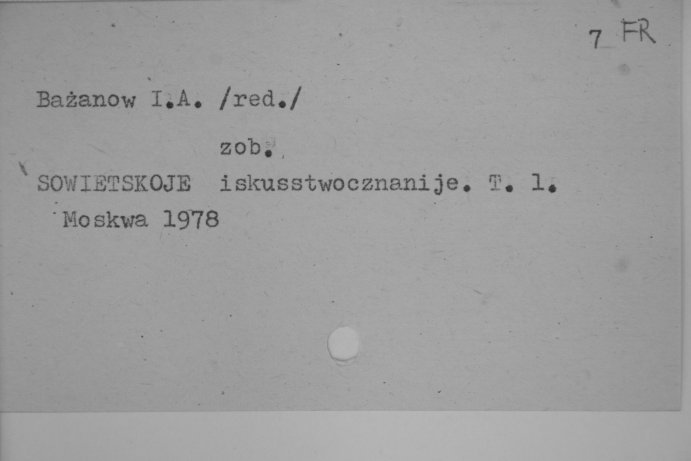 7 FR
Bażanow I.A. /red./
zob.
SOWIETSKOJE iskusstwocznanije. T. 1.
Moskwa 1978